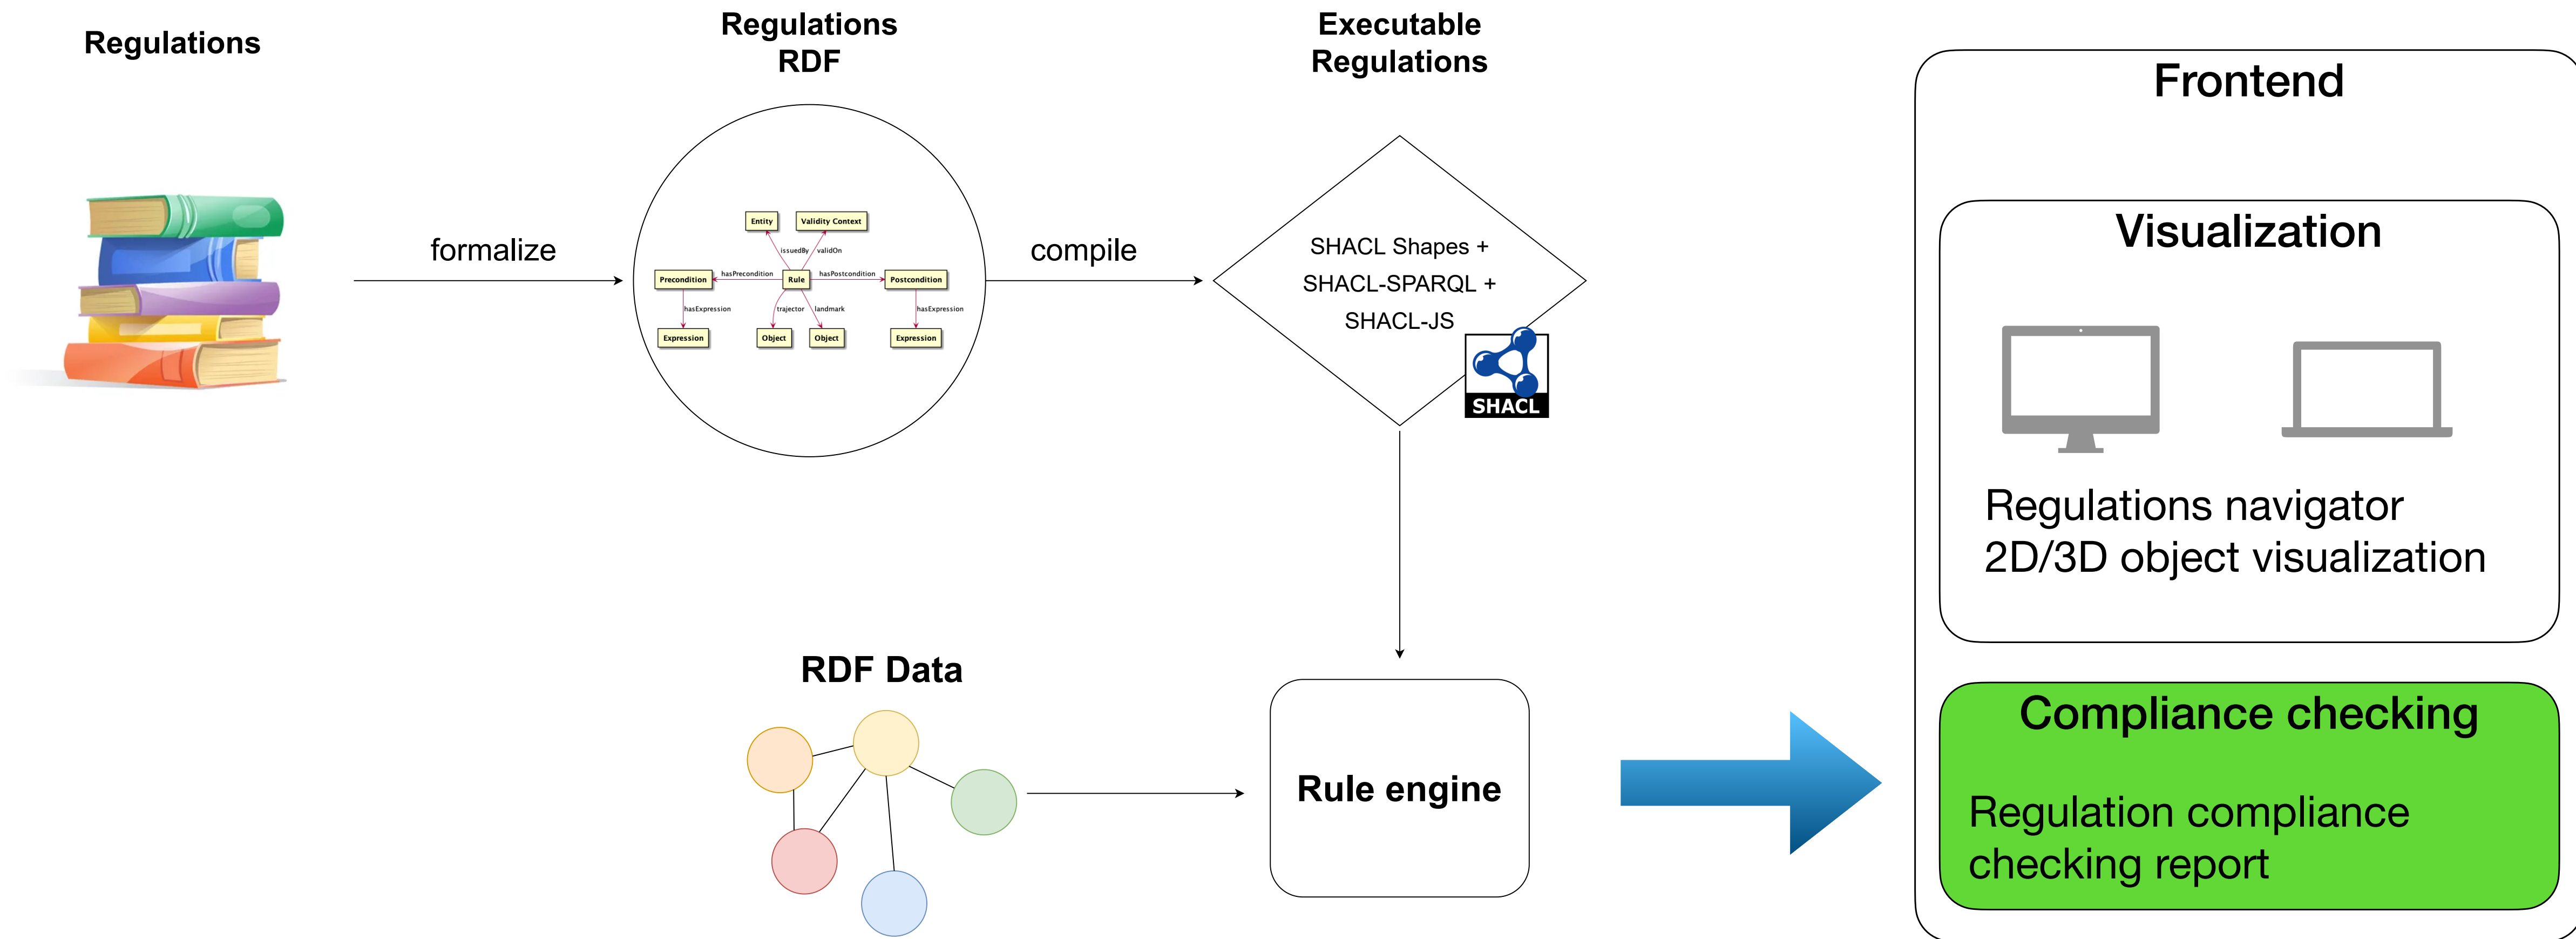 Regulations
Regulations
RDF
Executable
Regulations
formalize
Entity
Validity Context
issuedBy
validOn
Precondition
hasPrecondition
Rule
hasPostcondition
Postcondition
hasExpression
trajector
landmark
hasExpression
Expression
Object
Object
Expression
compile
SHACL Shapes +
SHACL-SPARQL +
SHACL-JS
SHACL
RDF Data
Rule engine
Frontend
Visualization
Regulations navigator
2D/3D object visualization
Compliance checking
Regulation compliance
checking report